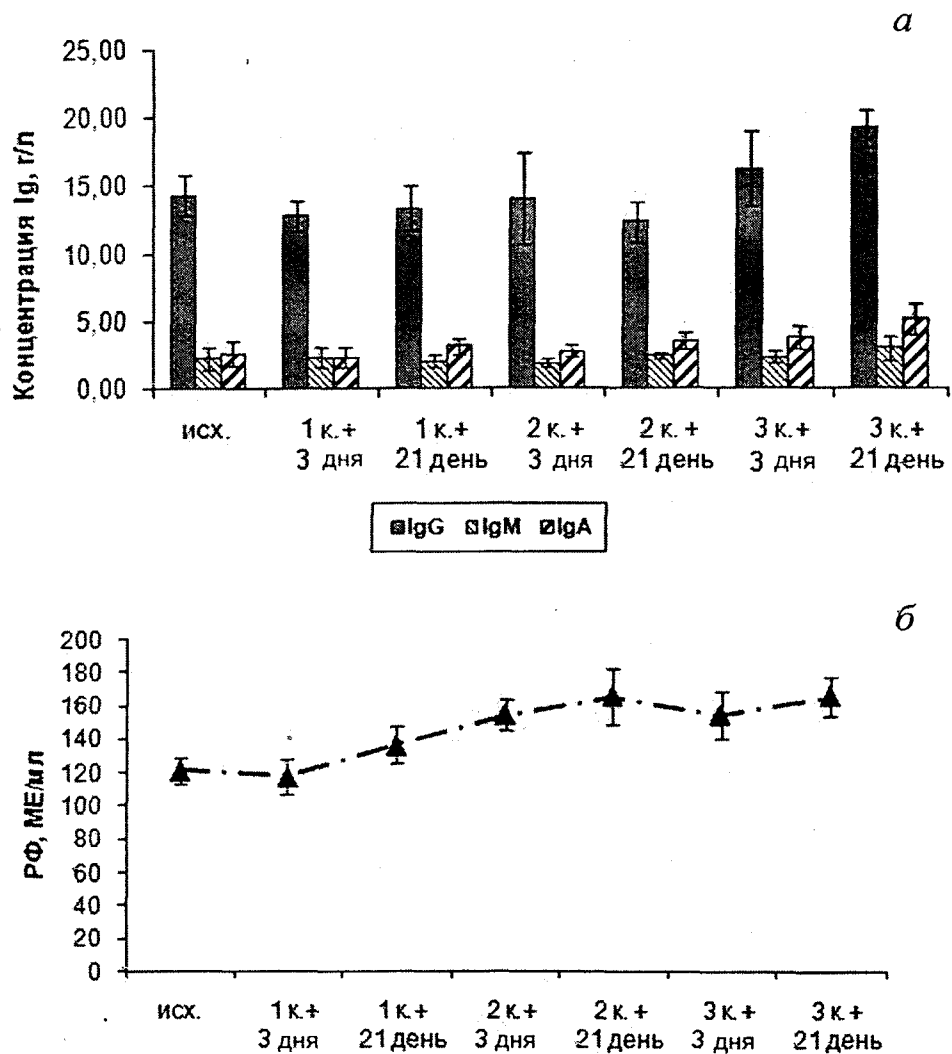 а
25,00
20,00
15,00
10,00
5,00
0,00
Концентрация Ig, г/л
исх. 1 к.+ 1 к.+ 2 к.+ 2 к.+ 3 к.+ 3 к.+
3 дня 21 день 3 дня 21 день 3 дня 21 день
IgG IgM IgA
б
200
180
160
140
120
100
80
60
40
20
0
РФ, МЕ/мл
исх. 1 к.+ 1 к.+ 2 к.+ 2 к.+ 3 к.+ 3 к.+
3 дня 21 день 3 дня 21 день 3 дня 21 день